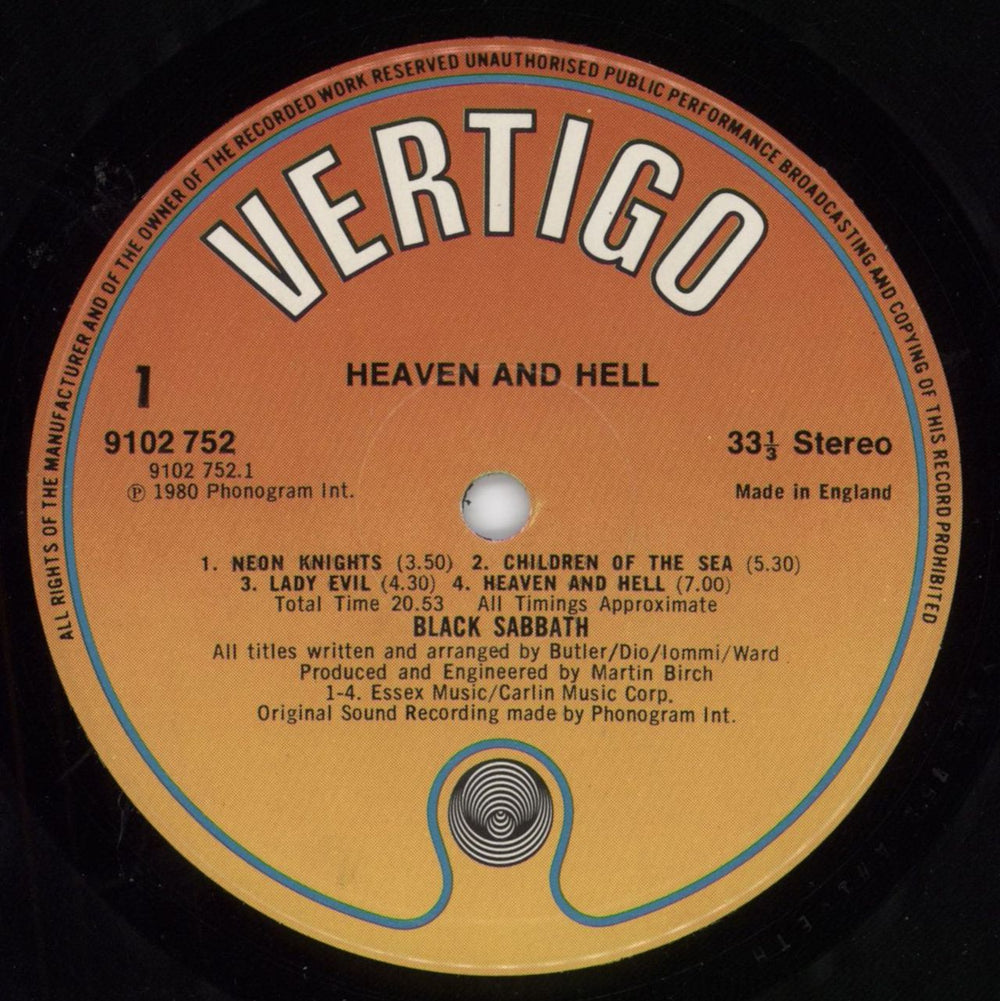 ALL RIGHTS OF THE MANUFACTURER AND OF THE OWNER OF THE RECORDED WORK RESERVED UNAUTHORISED PUBLIC PERFORMANCE BROADCASTING AND COPYING OF THIS RECORD PROHIBITED
VERTIGO
HEAVEN AND HELL
1
9102 752
33⅓ Stereo
9102 752.1
℗ 1980 Phonogram Int.
Made in England
1. NEON KNIGHTS (3.50) 2. CHILDREN OF THE SEA (5.30)
3. LADY EVIL (4.30) 4. HEAVEN AND HELL (7.00)
Total Time 20.53 All Timings Approximate
BLACK SABBATH
All titles written and arranged by Butler/Dio/Iommi/Ward
Produced and Engineered by Martin Birch
1-4. Essex Music/Carlin Music Corp.
Original Sound Recording made by Phonogram Int.